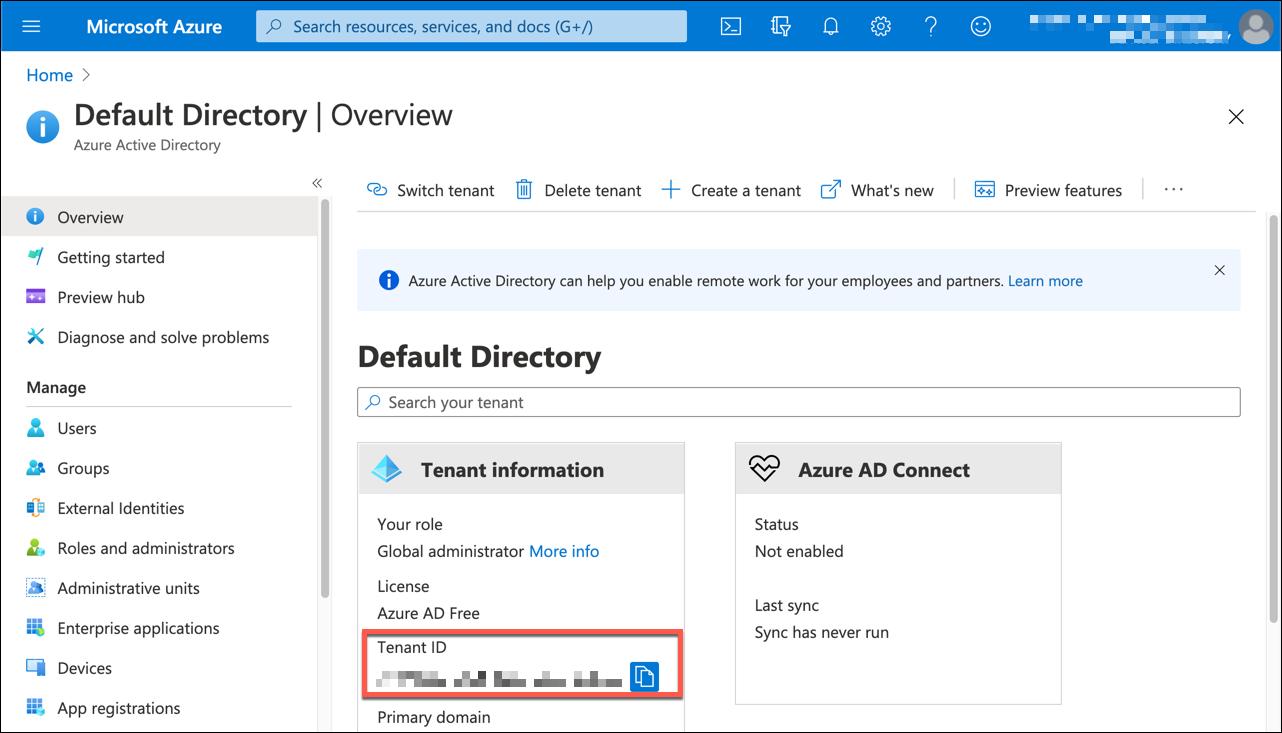 Microsoft Azure
Search resources, services, and docs (G+/)
Home
Default Directory | Overview
Azure Active Directory
Overview
Getting started
Preview hub
Diagnose and solve problems
Manage
Users
Groups
External Identities
Roles and administrators
Administrative units
Enterprise applications
Devices
App registrations
Switch tenant
Delete tenant
Create a tenant
What's new
Preview features
Azure Active Directory can help you enable remote work for your employees and partners. Learn more
Default Directory
Search your tenant
Tenant information
Your role
Global administrator More info
License
Azure AD Free
Tenant ID
Primary domain
Azure AD Connect
Status
Not enabled
Last sync
Sync has never run